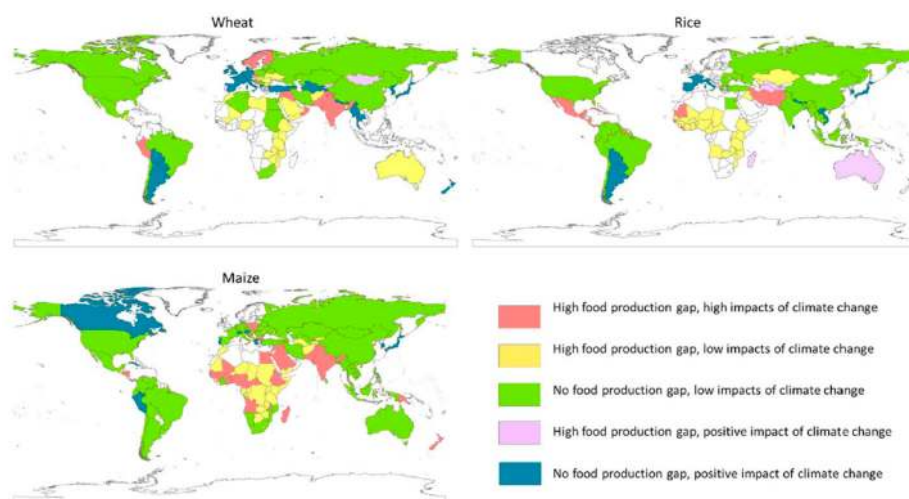 Wheat
Rice
Maize
High food production gap, high impacts of climate change
High food production gap, low impacts of climate change
No food production gap, low impacts of climate change
High food production gap, positive impact of climate change
No food production gap, positive impact of climate change